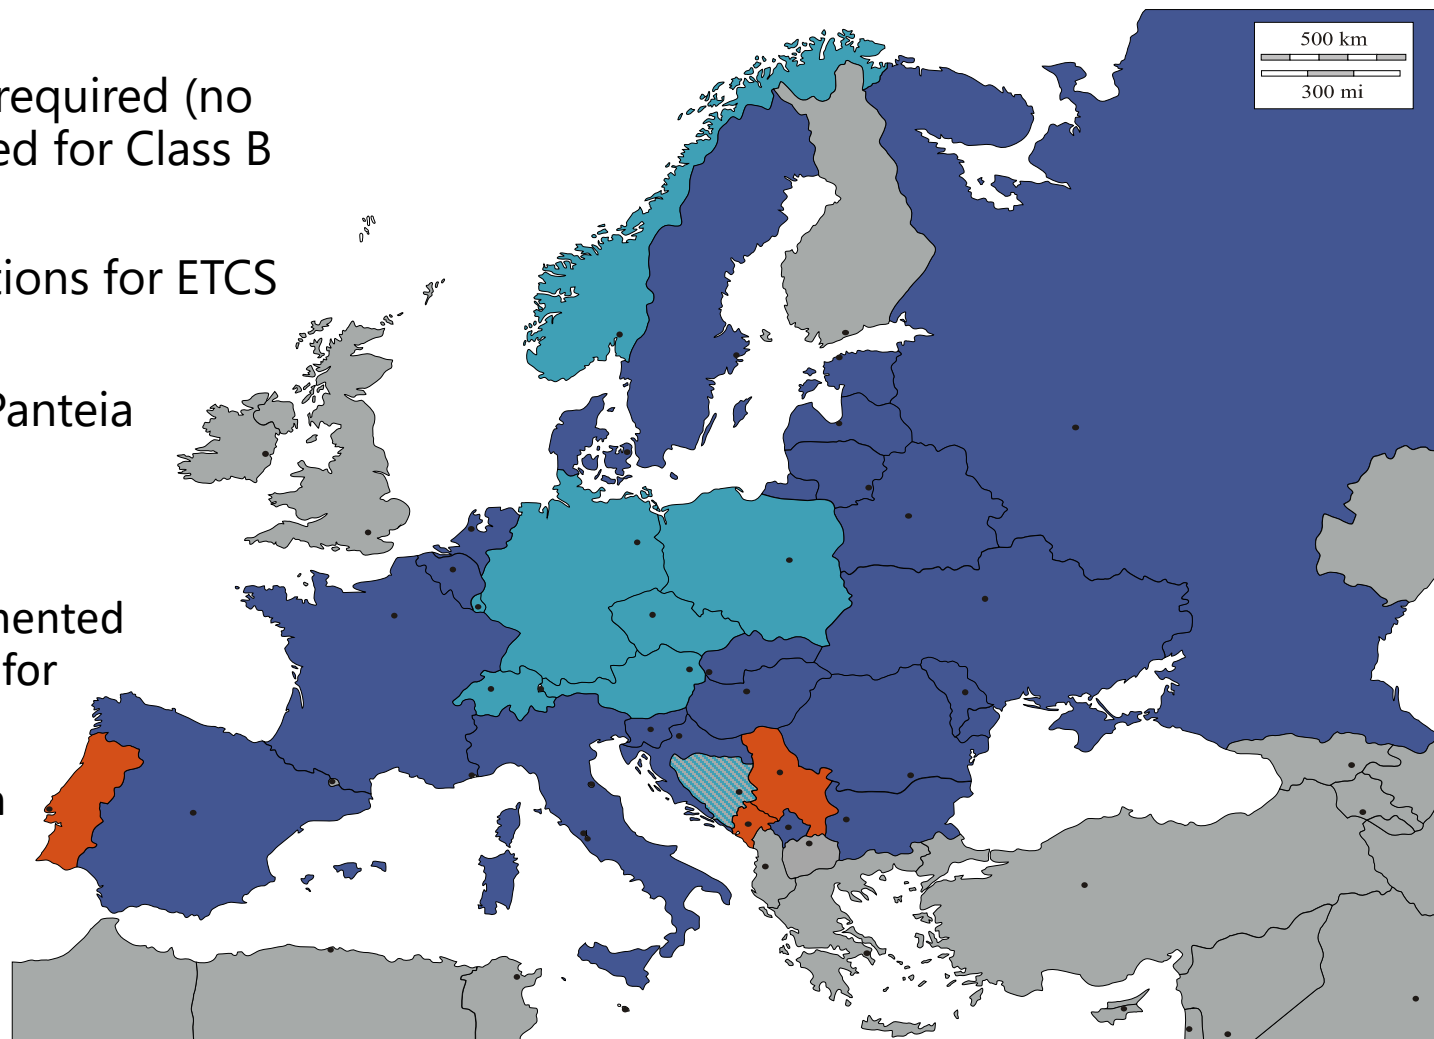 required (no
ed for Class B
tions for ETCS
Panteia
nented
for
n
500 km
300 mi